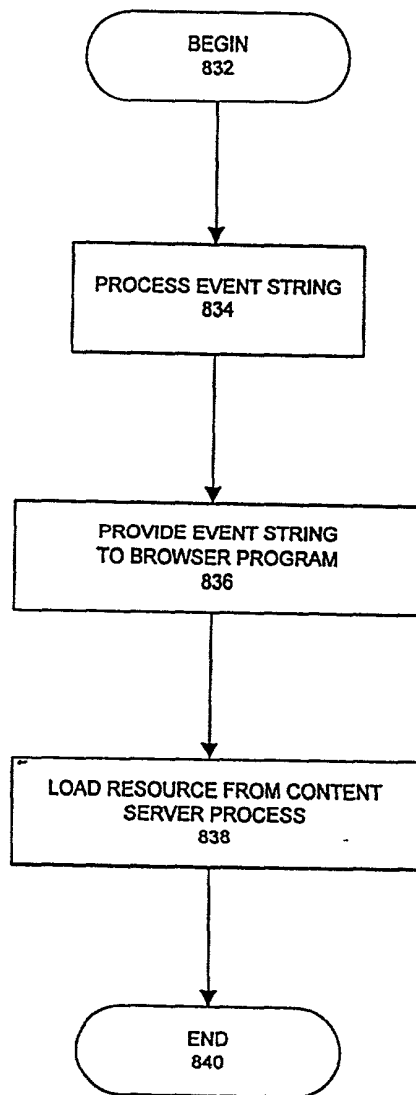 BEGIN
832
PROCESS EVENT STRING
834
PROVIDE EVENT STRING
TO BROWSER PROGRAM
836
LOAD RESOURCE FROM CONTENT
SERVER PROCESS
838
END
840